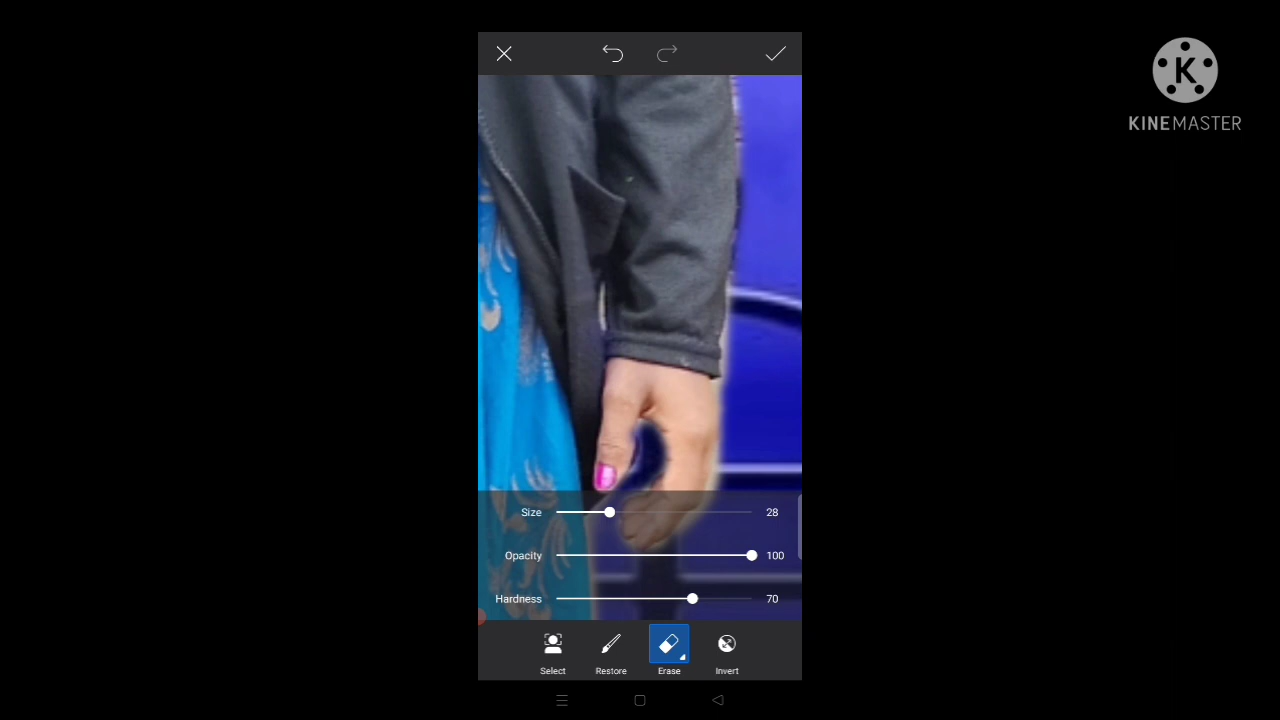 K
KINEMASTER
Size 28
Opacity 100
Hardness 70
Select Restore Erase Invert